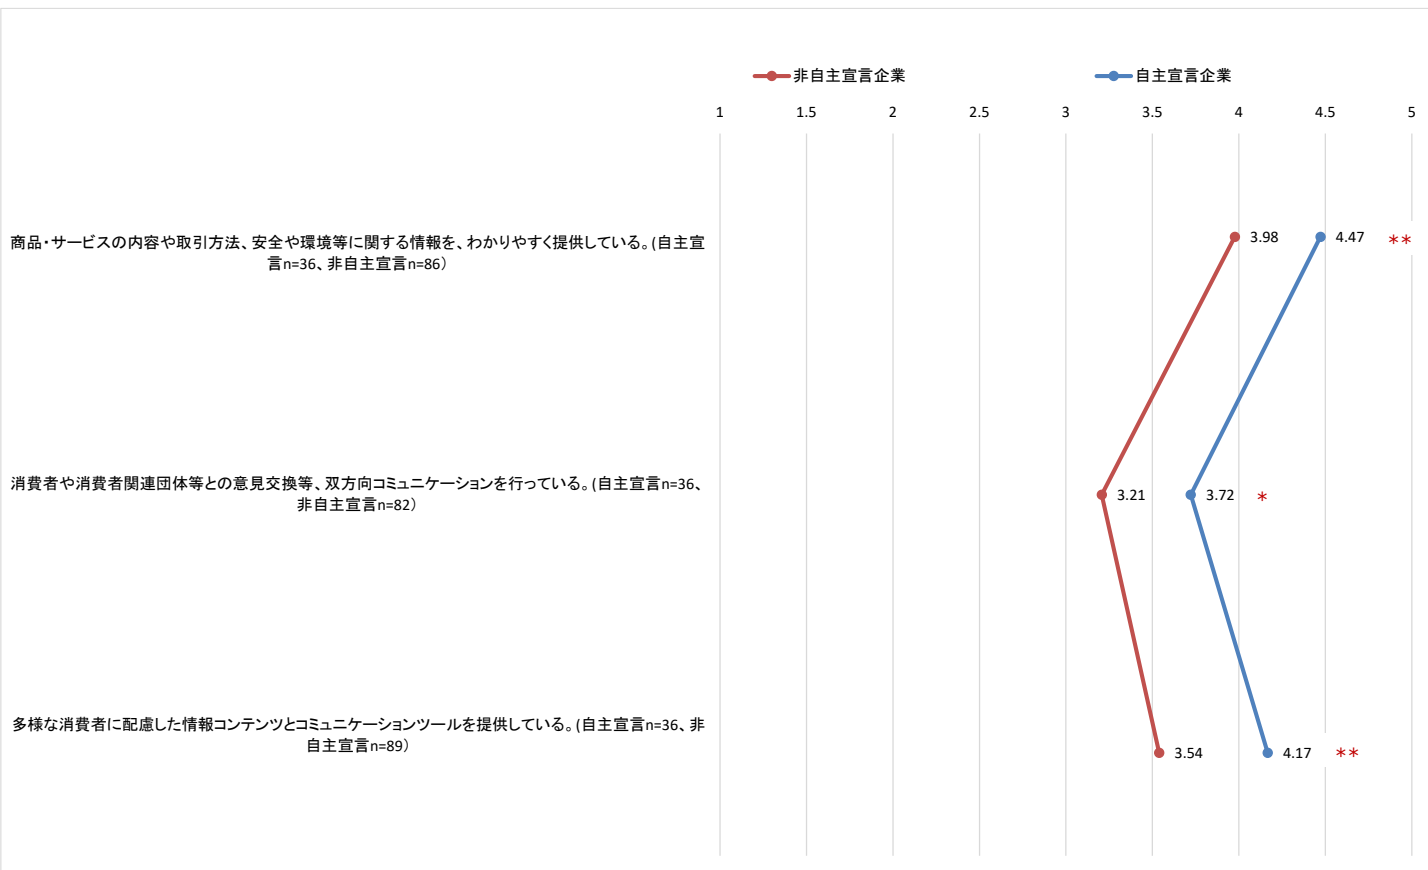 非自主宣言企業 自主宣言企業
1 1.5 2 2.5 3 3.5 4 4.5 5
商品・サービスの内容や取引方法、安全や環境等に関する情報を、わかりやすく提供している。(自主宣
言n=36、非自主宣言n=86)
3.98 4.47 **
消費者や消費者関連団体等との意見交換等、双方向コミュニケーションを行っている。(自主宣言n=36、
非自主宣言n=82)
3.21 3.72 *
多様な消費者に配慮した情報コンテンツとコミュニケーションツールを提供している。(自主宣言n=36、非
自主宣言n=89)
3.54 4.17 **